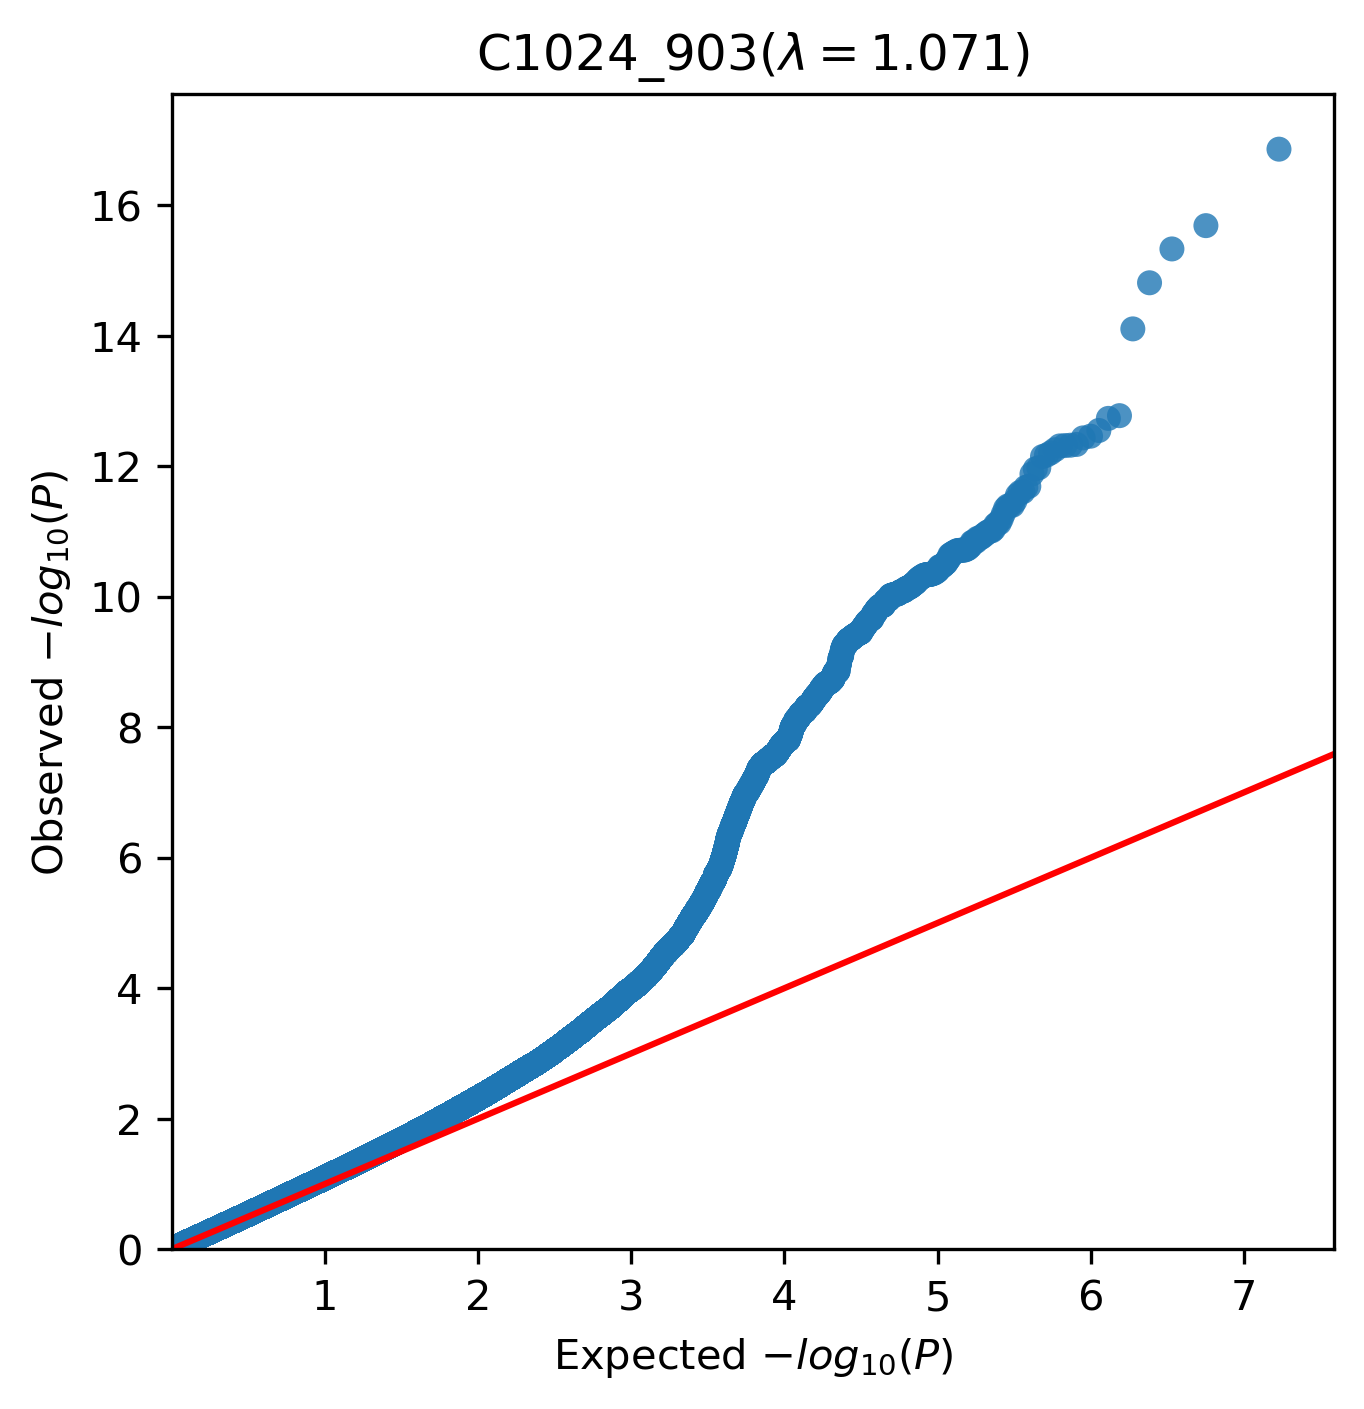 C1024_903(λ = 1.071)
16
14
12
10
8
6
4
2
0
Observed −log₁₀(P)
1 2 3 4 5 6 7
Expected −log₁₀(P)